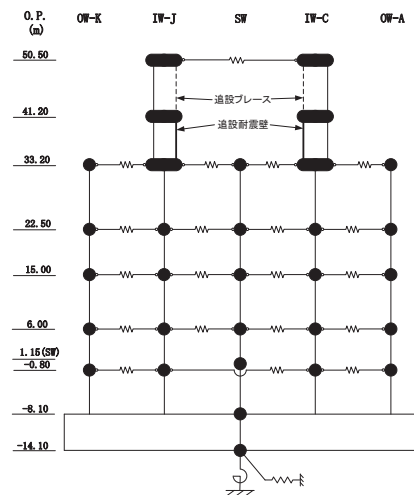 O.P.
(m)
OW-K
IW-J
SW
IW-C
OW-A
50.50
追設ブレース
41.20
追設耐震壁
33.20
22.50
15.00
6.00
1.15(SW)
-0.80
-8.10
-14.10